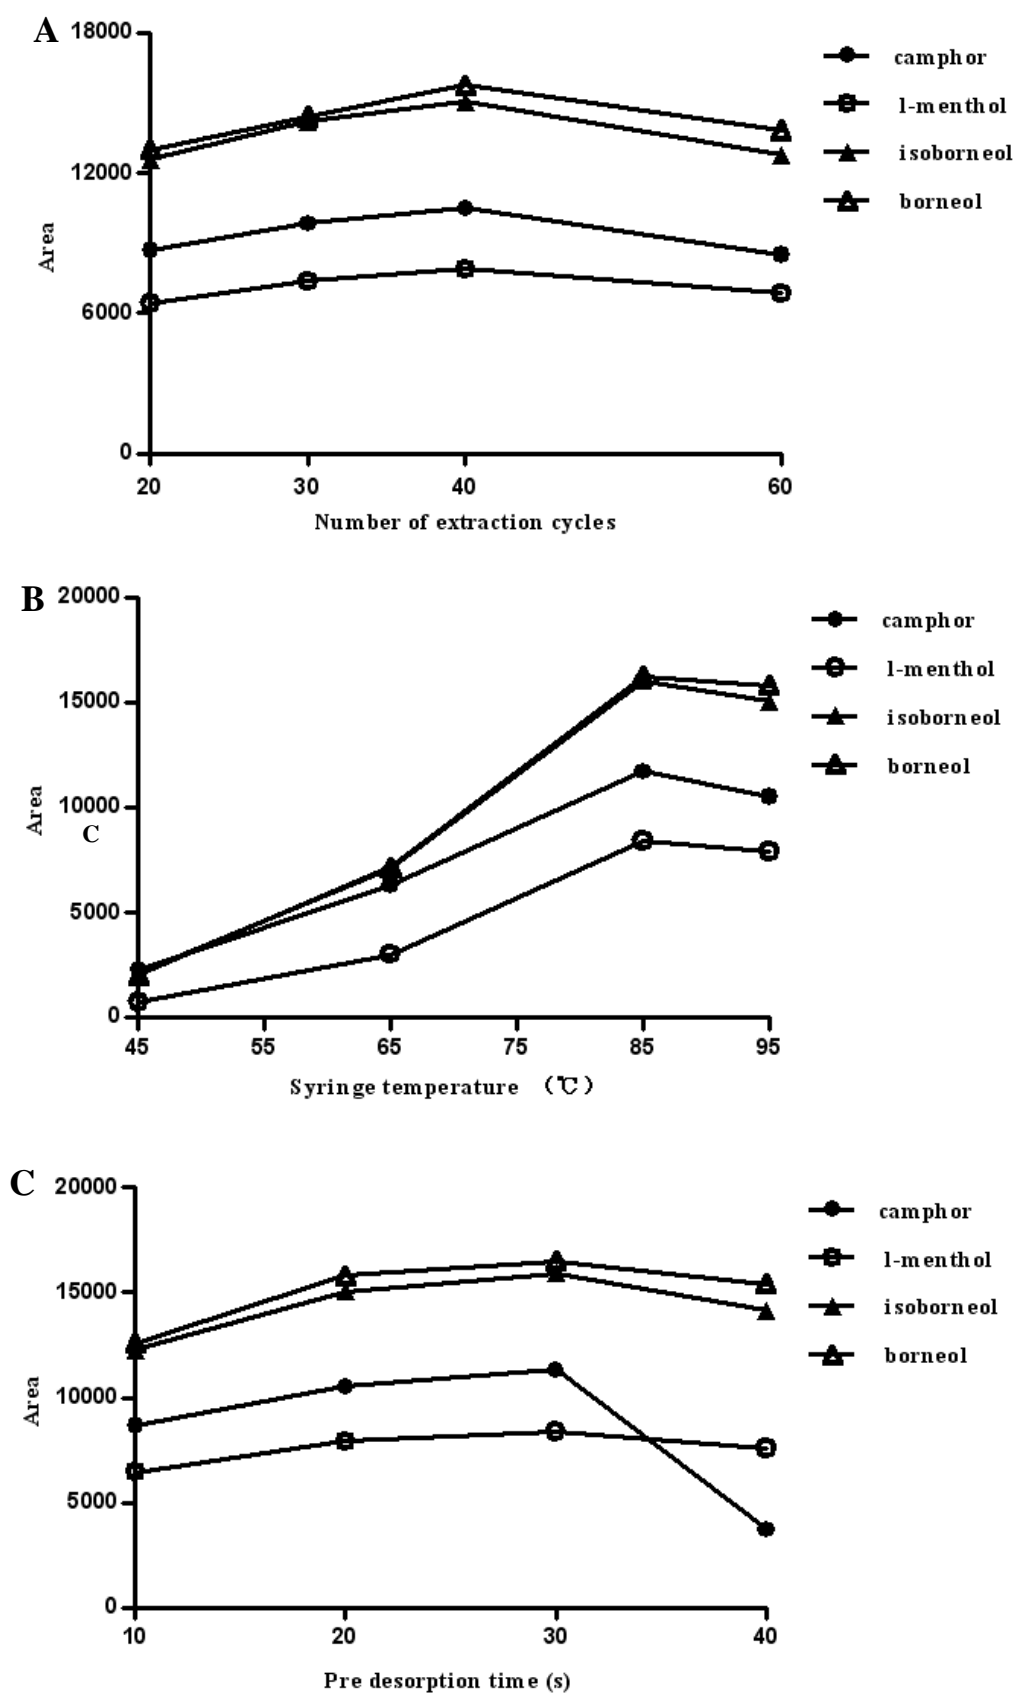 A
18000
12000
6000
0
20 30 40 60
Area
Number of extraction cycles
camphor
l-menthol
isoborneol
borneol
B
20000
15000
10000
5000
0
45 55 65 75 85 95
Area
C
Syringe temperature （℃）
camphor
l-menthol
isoborneol
borneol
C
20000
15000
10000
5000
0
10 20 30 40
Area
Pre desorption time (s)
camphor
l-menthol
isoborneol
borneol